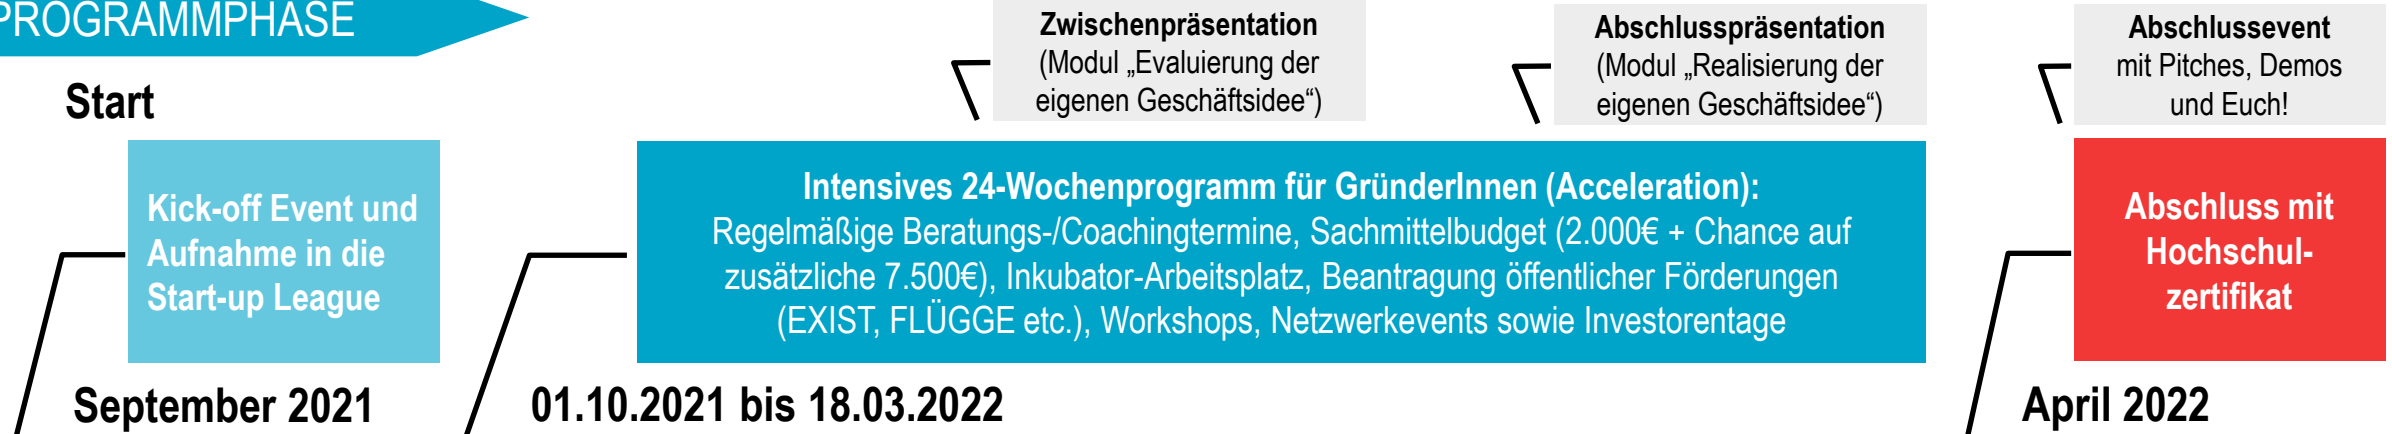 PROGRAMMPHASE
Start
Kick-off Event und
Aufnahme in die
Start-up League
September 2021
Zwischenpräsentation
(Modul „Evaluierung der
eigenen Geschäftsidee“)
Abschlusspräsentation
(Modul „Realisierung der
eigenen Geschäftsidee“)
Intensives 24-Wochenprogramm für GründerInnen (Acceleration):
Regelmäßige Beratungs-/Coachingtermine, Sachmittelbudget (2.000€ + Chance auf
zusätzliche 7.500€), Inkubator-Arbeitsplatz, Beantragung öffentlicher Förderungen
(EXIST, FLÜGGE etc.), Workshops, Netzwerkevents sowie Investorentage
01.10.2021 bis 18.03.2022
Abschlussevent
mit Pitches, Demos
und Euch!
Abschluss mit
Hochschul-
zertifikat
April 2022